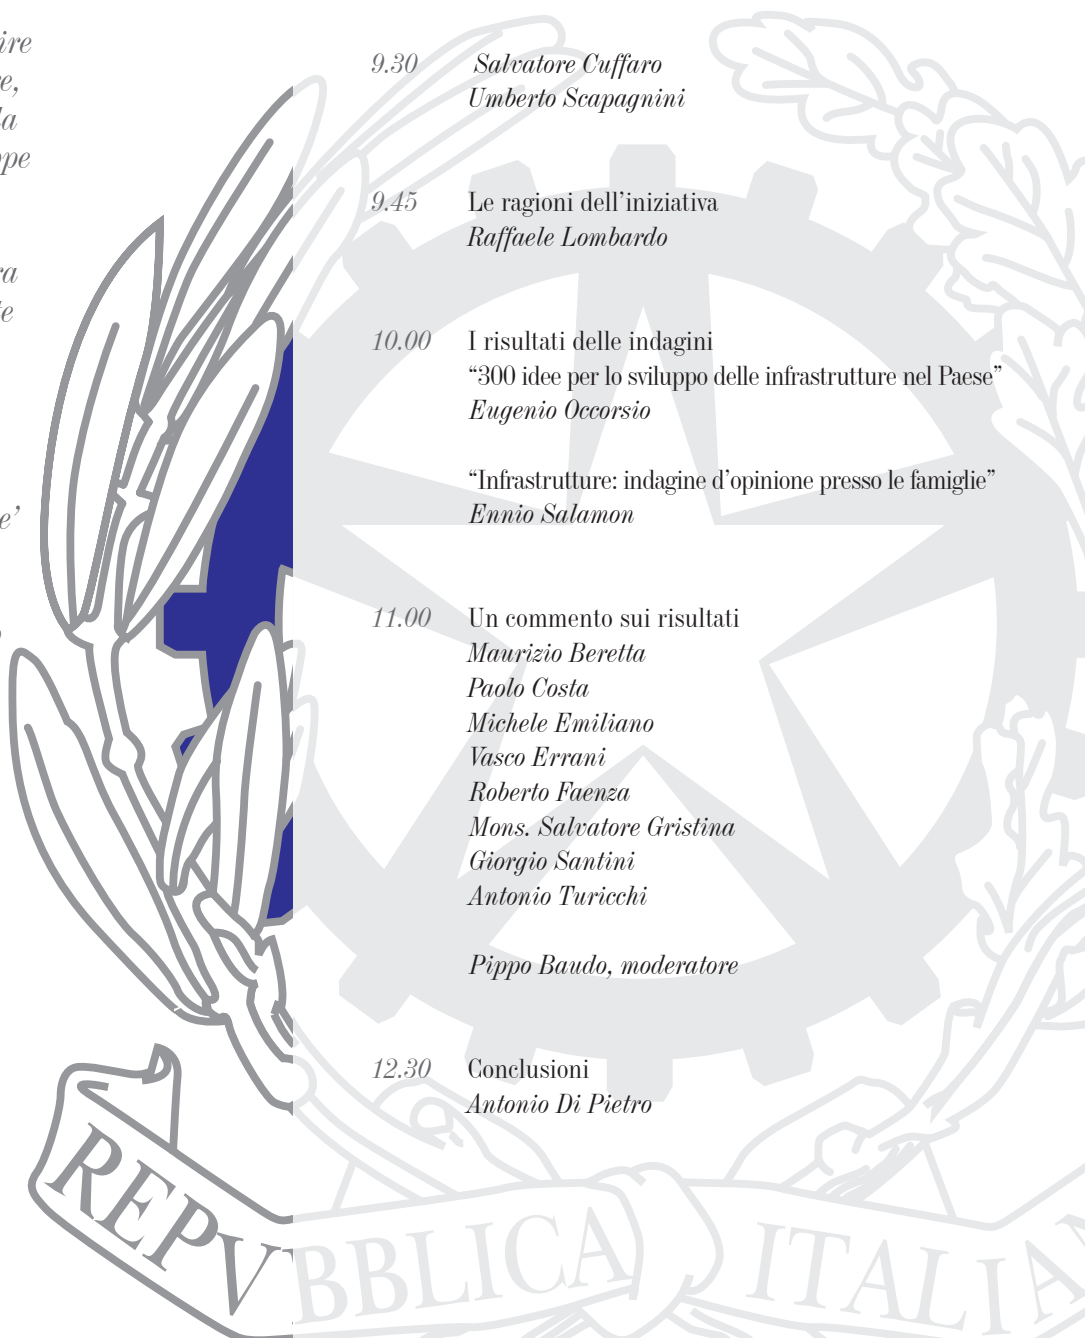 9.30 Salvatore Cuffaro
Umberto Scapagnini
9.45 Le ragioni dell'iniziativa
Raffaele Lombardo
10.00 I risultati delle indagini
“300 idee per lo sviluppo delle infrastrutture nel Paese”
Eugenio Occorsio
“Infrastrutture: indagine d'opinione presso le famiglie”
Ennio Salamon
11.00 Un commento sui risultati
Maurizio Beretta
Paolo Costa
Michele Emiliano
Vasco Errani
Roberto Faenza
Mons. Salvatore Gristina
Giorgio Santini
Antonio Turicchi
Pippo Baudo, moderatore
12.30 Conclusioni
Antonio Di Pietro
REPVBBLICA ITALIAN